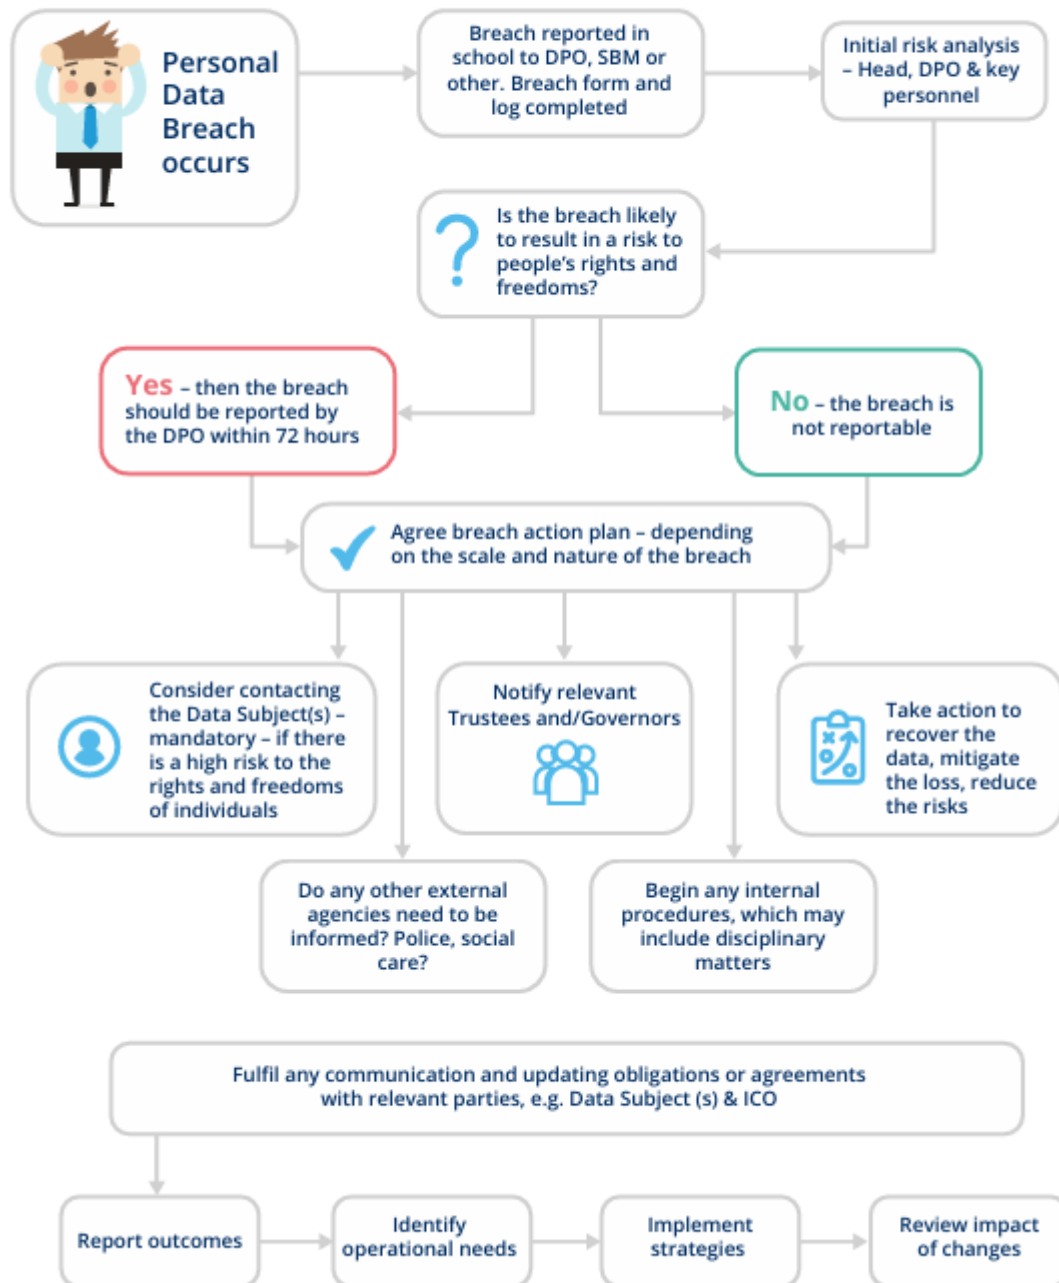 Personal
Data
Breach
occurs
Breach reported in
school to DPO, SBM or
other. Breach form and
log completed
Initial risk analysis
– Head, DPO & key
personnel
Is the breach likely
to result in a risk to
people's rights and
freedoms?
Yes – then the breach
should be reported by
the DPO within 72 hours
No – the breach is
not reportable
Agree breach action plan – depending
on the scale and nature of the breach
Consider contacting
the Data Subject(s) –
mandatory – if there
is a high risk to the
rights and freedoms
of individuals
Notify relevant
Trustees and/Governors
Take action to
recover the
data, mitigate
the loss, reduce
the risks
Do any other external
agencies need to be
informed? Police, social
care?
Begin any internal
procedures, which may
include disciplinary
matters
Fulfil any communication and updating obligations or agreements
with relevant parties, e.g. Data Subject (s) & ICO
Report outcomes
Identify
operational needs
Implement
strategies
Review impact
of changes